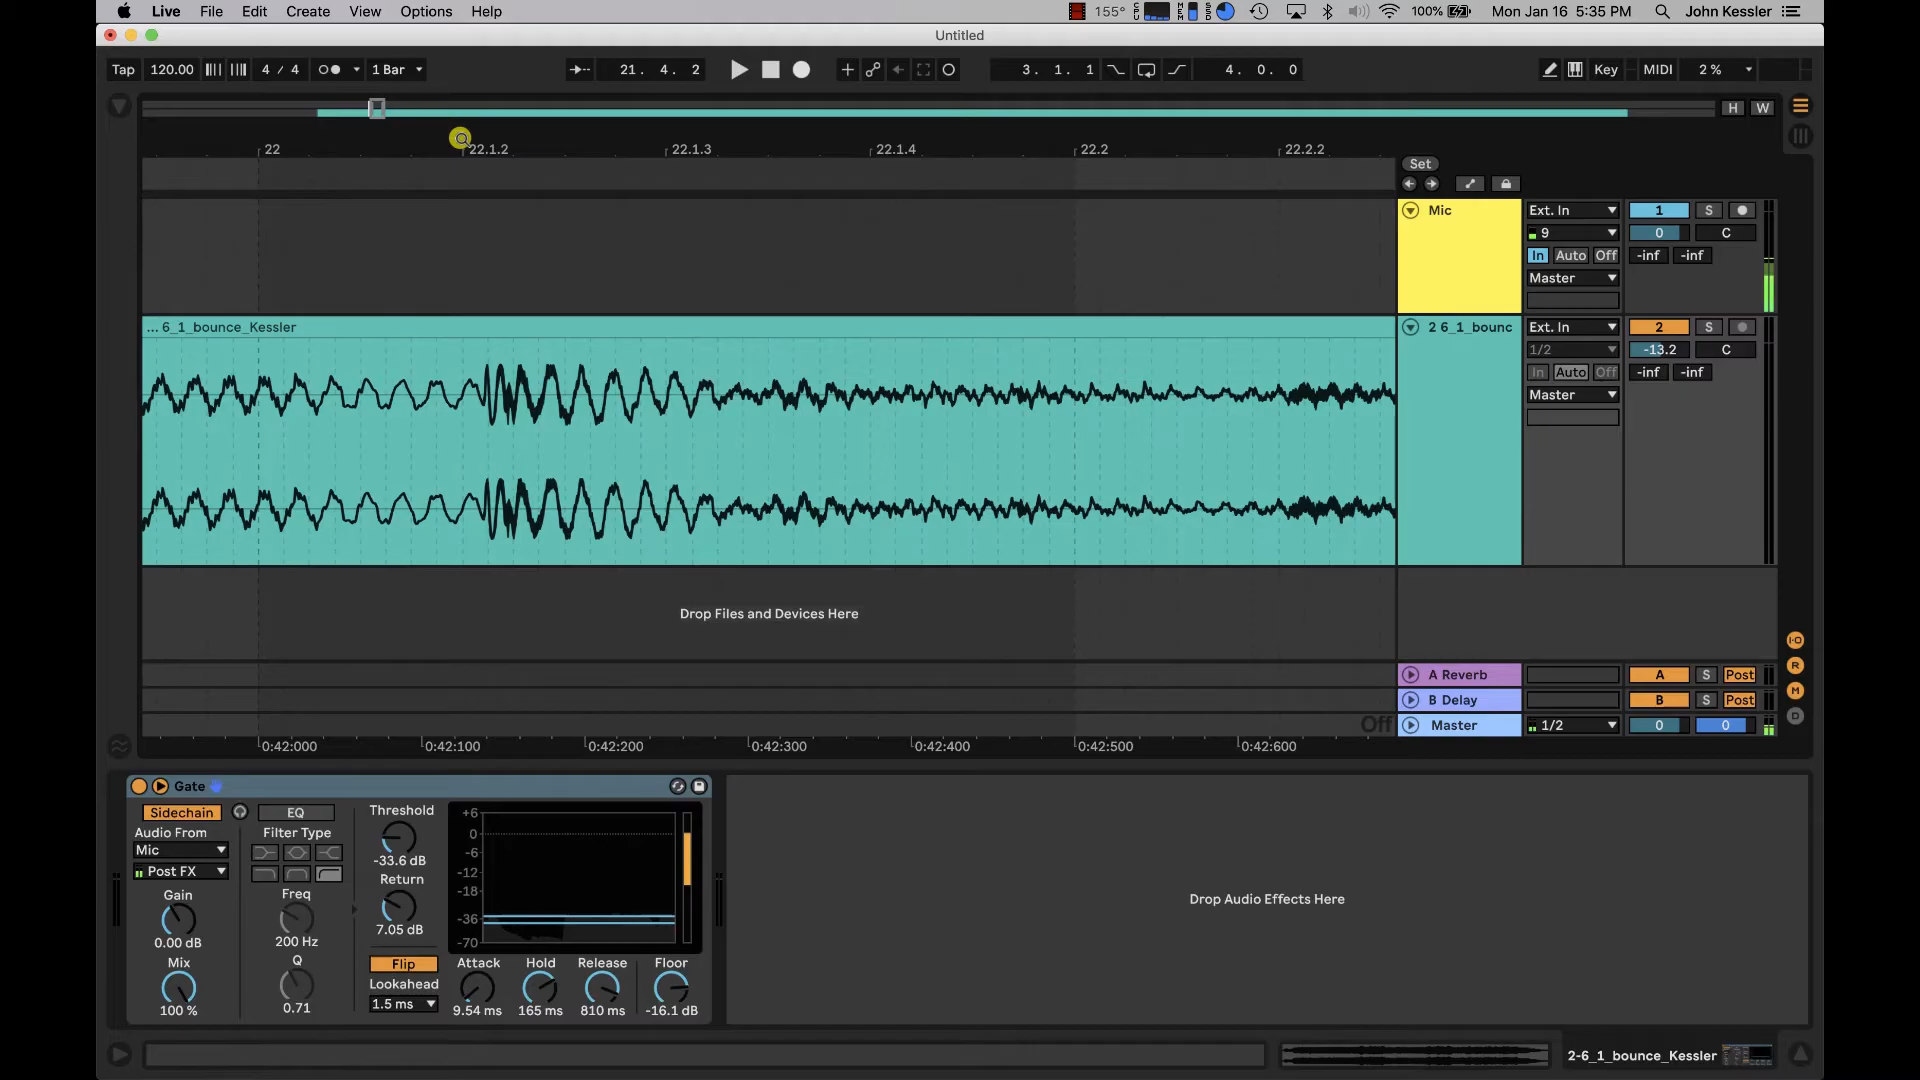 Live File Edit Create View Options Help 155° CPU MEM SSD 100% Mon Jan 16 5:35 PM John Kessler
Untitled
Tap 120.00 4 / 4 1 Bar 21. 4. 2 3. 1. 1 4. 0. 0 Key MIDI 2 %
H W
22 22.1.2 22.1.3 22.1.4 22.2 22.2.2
Set
Mic Ext. In 1 S
9 0 C
In Auto Off -inf -inf
Master
... 6_1_bounce_Kessler 2 6_1_bounc Ext. In 2 S
1/2 -13.2 C
In Auto Off -inf -inf
Master
Drop Files and Devices Here
I·O
R
M
D
A Reverb A S Post
B Delay B S Post
Off Master 1/2 0 0
0:42:000 0:42:100 0:42:200 0:42:300 0:42:400 0:42:500 0:42:600
Gate
Sidechain EQ Threshold
Audio From Filter Type
Mic -33.6 dB
Post FX Return
Gain Freq
0.00 dB 200 Hz 7.05 dB
+6
0
-6
-12
-18
-36
-70
Mix Q Flip Attack Hold Release Floor
Lookahead
100 % 0.71 1.5 ms 9.54 ms 165 ms 810 ms -16.1 dB
Drop Audio Effects Here
2-6_1_bounce_Kessler